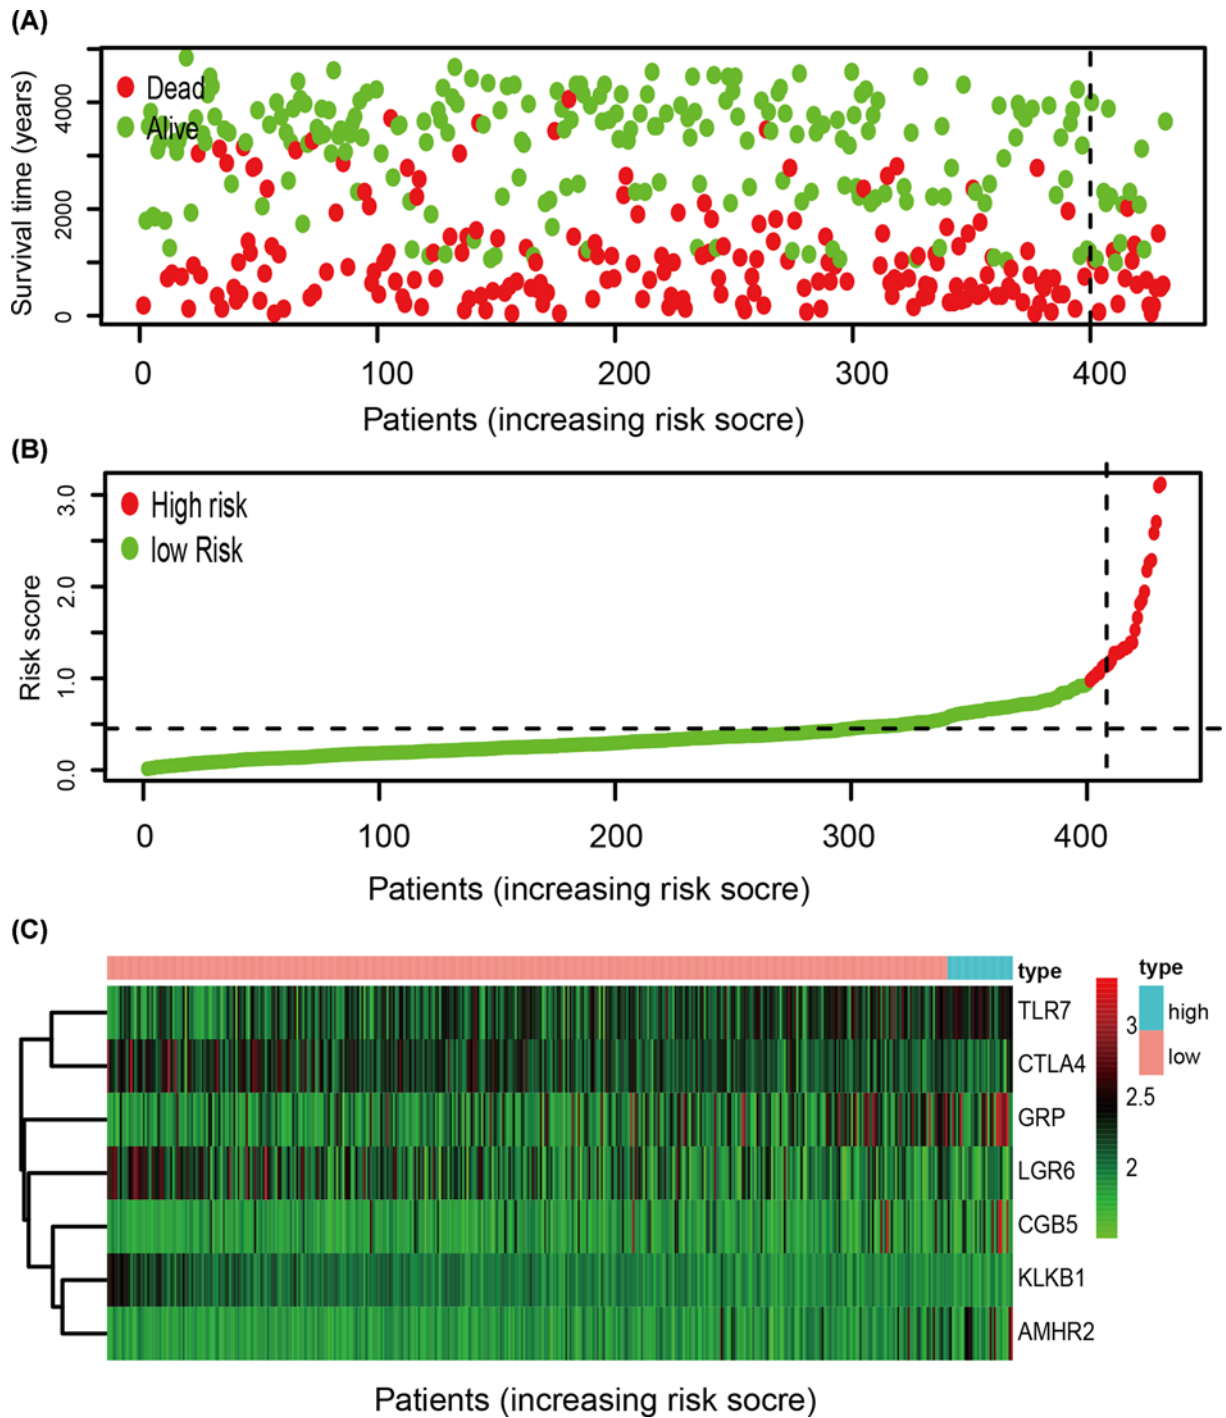 (A)
Survival time (years)
4000
2000
0
Dead
Alive
0 100 200 300 400
Patients (increasing risk socre)
(B)
Risk score
3.0
2.0
1.0
0.0
High risk
low Risk
0 100 200 300 400
Patients (increasing risk socre)
(C)
type
TLR7
CTLA4
GRP
LGR6
CGB5
KLKB1
AMHR2
3
2.5
2
type
high
low
Patients (increasing risk socre)